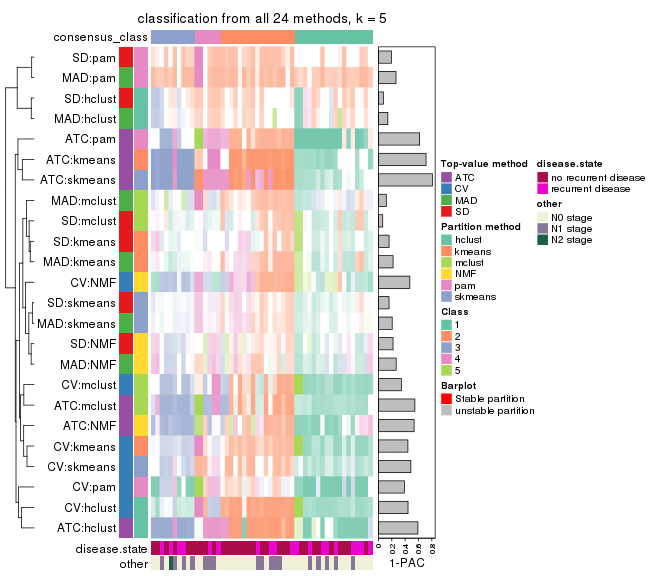 classification from all 24 methods, k = 5
consensus_class
SD:pam
MAD:pam
SD:hclust
MAD:hclust
ATC:pam
ATC:kmeans
ATC:skmeans
MAD:mclust
SD:mclust
SD:kmeans
MAD:kmeans
CV:NMF
SD:skmeans
MAD:skmeans
SD:NMF
MAD:NMF
CV:mclust
ATC:mclust
ATC:NMF
CV:kmeans
CV:skmeans
CV:pam
CV:hclust
ATC:hclust
disease.state
other
0 0.2 0.4 0.6 0.8
1-PAC
Top-value method
ATC
CV
MAD
SD
Partition method
hclust
kmeans
mclust
NMF
pam
skmeans
Class
1
2
3
4
5
Barplot
Stable partition
unstable partition
disease.state
no recurrent disease
recurrent disease
other
N0 stage
N1 stage
N2 stage